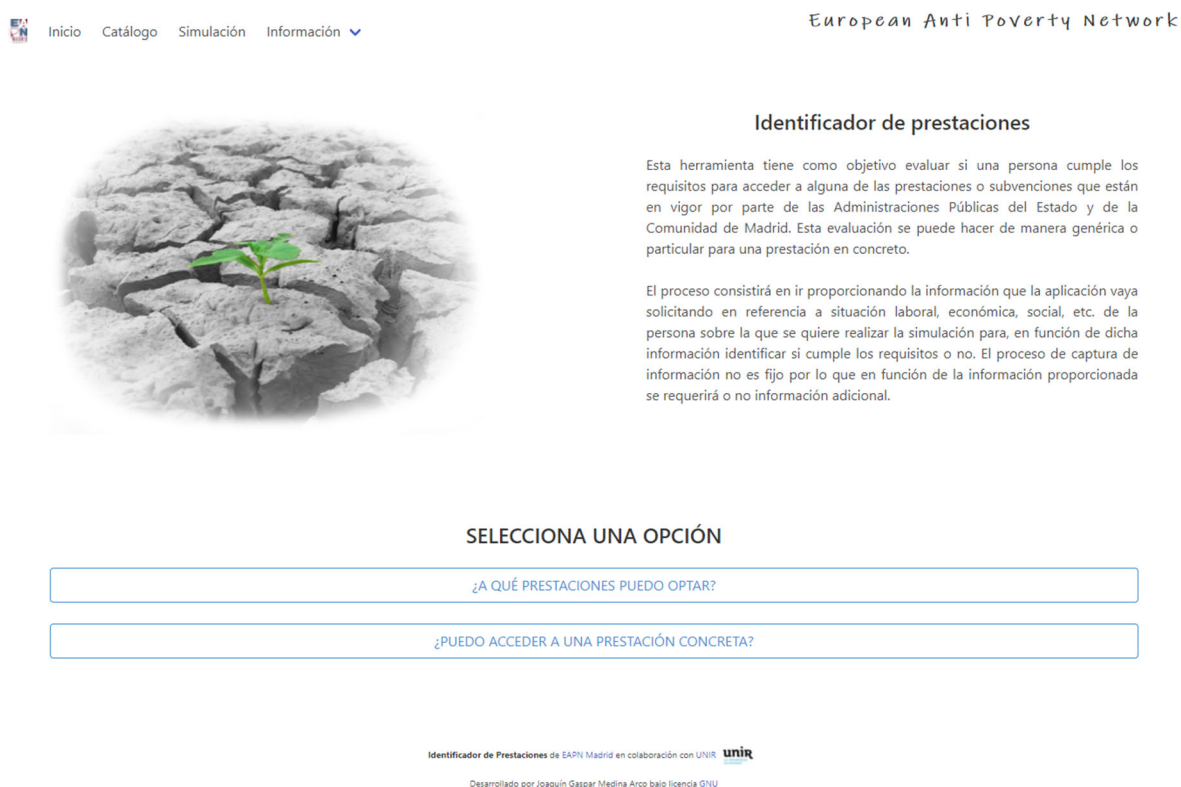 Inicio Catálogo Simulación Información
European Anti Poverty Network
Identificador de prestaciones
Esta herramienta tiene como objetivo evaluar si una persona cumple los
requisitos para acceder a alguna de las prestaciones o subvenciones que están
en vigor por parte de las Administraciones Públicas del Estado y de la
Comunidad de Madrid. Esta evaluación se puede hacer de manera genérica o
particular para una prestación en concreto.
El proceso consistirá en ir proporcionando la información que la aplicación vaya
solicitando en referencia a situación laboral, económica, social, etc. de la
persona sobre la que se quiere realizar la simulación para, en función de dicha
información identificar si cumple los requisitos o no. El proceso de captura de
información no es fijo por lo que en función de la información proporcionada
se requerirá o no información adicional.
SELECCIONA UNA OPCIÓN
¿A QUÉ PRESTACIONES PUEDO OPTAR?
¿PUEDO ACCEDER A UNA PRESTACIÓN CONCRETA?
Identificador de Prestaciones de EAPN Madrid en colaboración con UNIR unir
Desarrollado por Joaquín Gaspar Medina Arco bajo licencia GNU